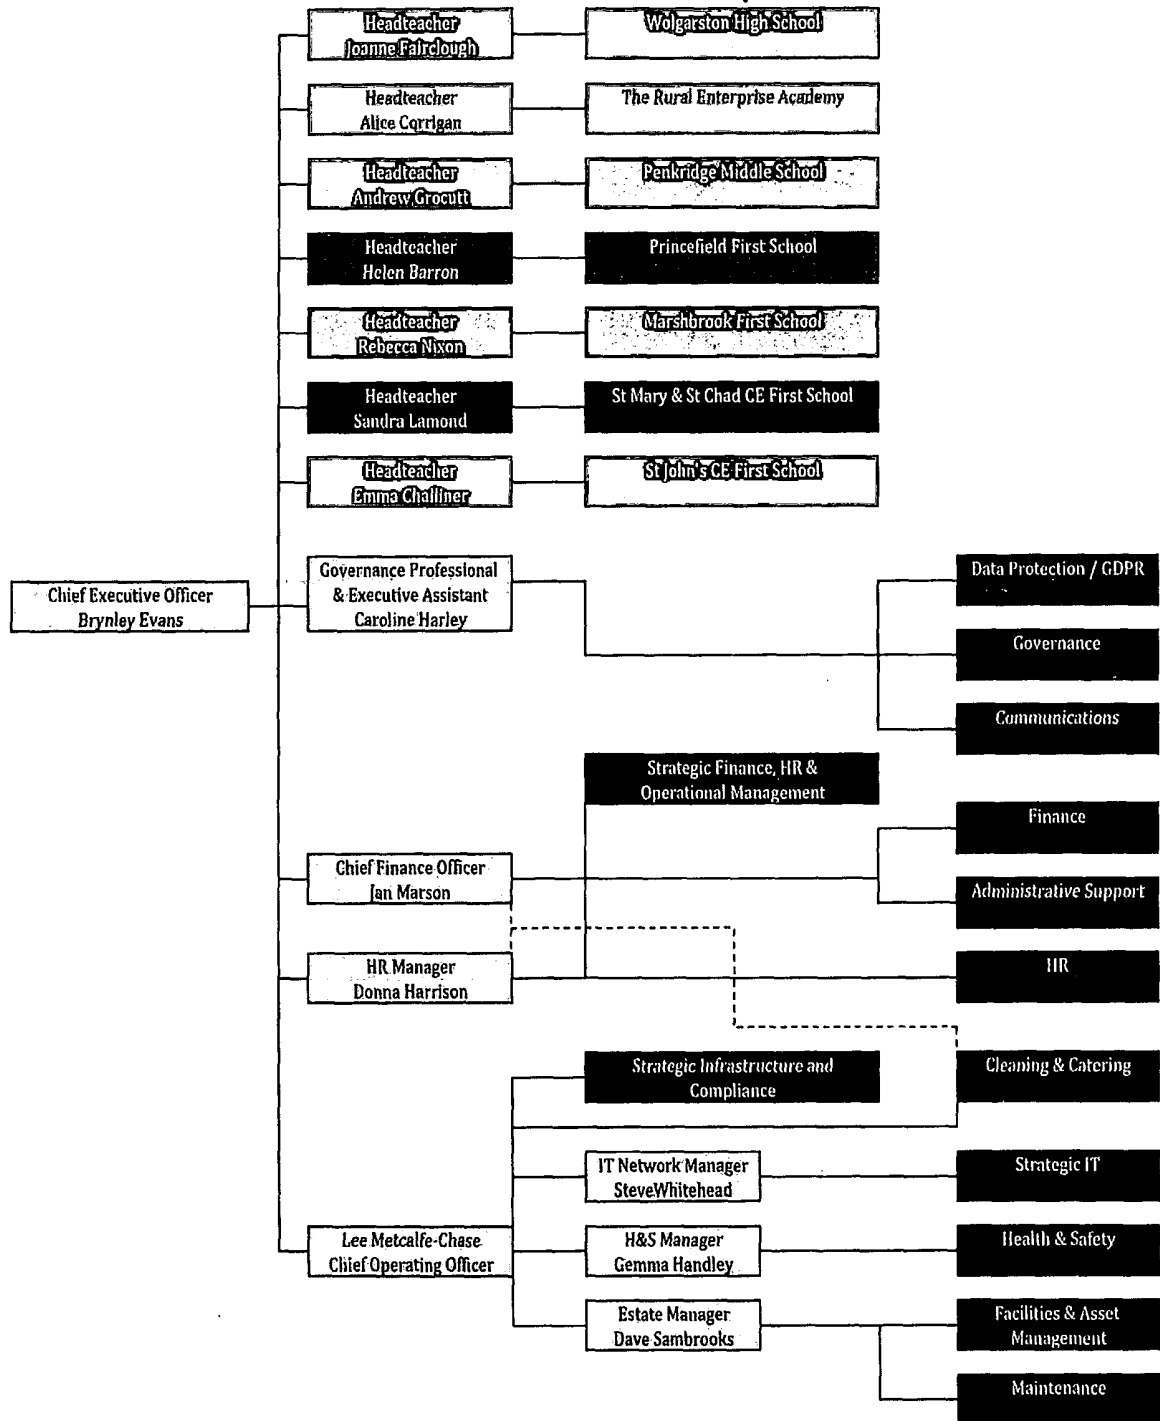 Headteacher
Joanne Fairclough
Wolgarston High School
Headteacher
Alice Corrigan
The Rural Enterprise Academy
Headteacher
Andrew Grocutt
Penkridge Middle School
Headteacher
Helen Barron
Princefield First School
Headteacher
Rebecca Nixon
Marshbrook First School
Headteacher
Sandra Lamond
St Mary & St Chad CE First School
Headteacher
Emma Challiner
St John's CE First School
Chief Executive Officer
Brynley Evans
Governance Professional
& Executive Assistant
Caroline Harley
Data Protection / GDPR
Governance
Communications
Strategic Finance, HR &
Operational Management
Finance
Chief Finance Officer
Jan Marson
Administrative Support
HR Manager
Donna Harrison
HR
Strategic Infrastructure and
Compliance
Cleaning & Catering
IT Network Manager
SteveWhitehead
Strategic IT
Lee Metcalfe-Chase
Chief Operating Officer
H&S Manager
Gemma Handley
Health & Safety
Estate Manager
Dave Sambrooks
Facilities & Asset
Management
Maintenance